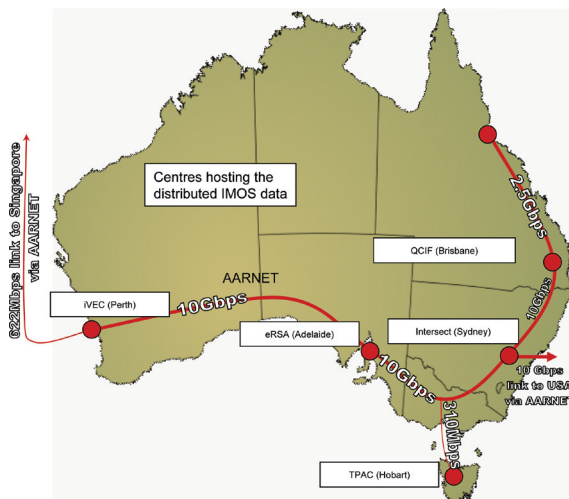 2.5Gbps
Centres hosting the
distributed IMOS data
622Mbps link to Singapore
via AARNET
QCIF (Brisbane)
AARNET
iVEC (Perth)
10Gbps
10Gbps
eRSA (Adelaide)
Intersect (Sydney)
10Gbps
10 Gbps
link to USA
via AARNET
310Mbps
TPAC (Hobart)